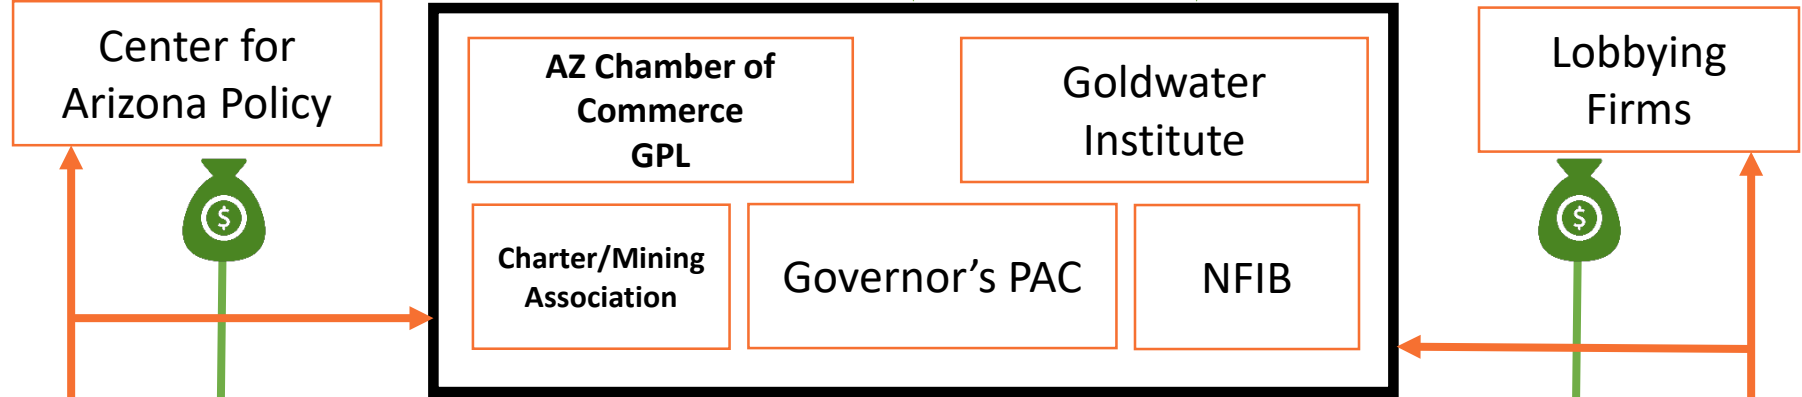 Center for
Arizona Policy
$
AZ Chamber of
Commerce
GPL
Goldwater
Institute
Charter/Mining
Association
Governor’s PAC
NFIB
Lobbying
Firms
$